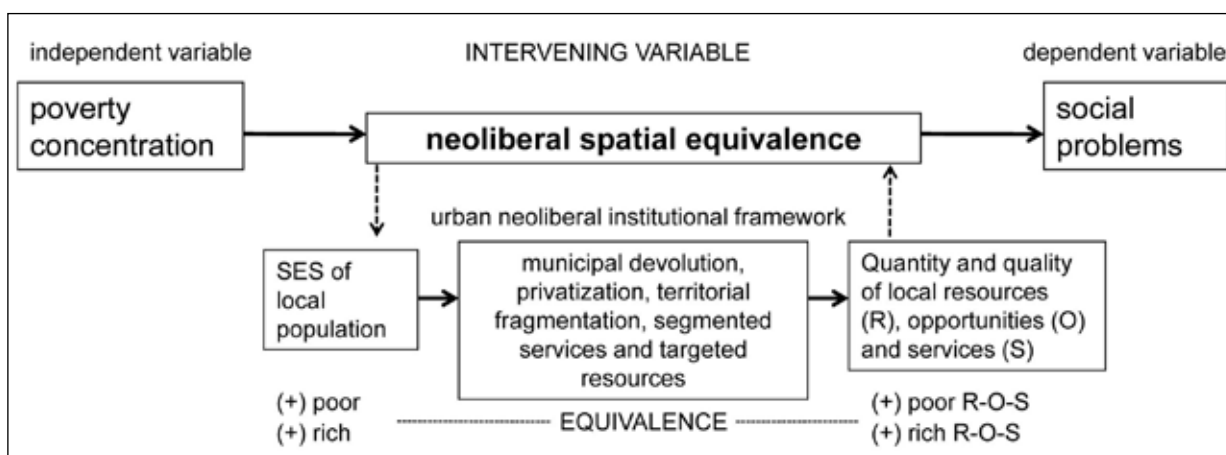 independent variable
INTERVENING VARIABLE
dependent variable
poverty
concentration
neoliberal spatial equivalence
social
problems
urban neoliberal institutional framework
SES of
local
population
municipal devolution,
privatization, territorial
fragmentation, segmented
services and targeted
resources
Quantity and quality
of local resources
(R), opportunities (O)
and services (S)
(+) poor
(+) rich
EQUIVALENCE
(+) poor R-O-S
(+) rich R-O-S